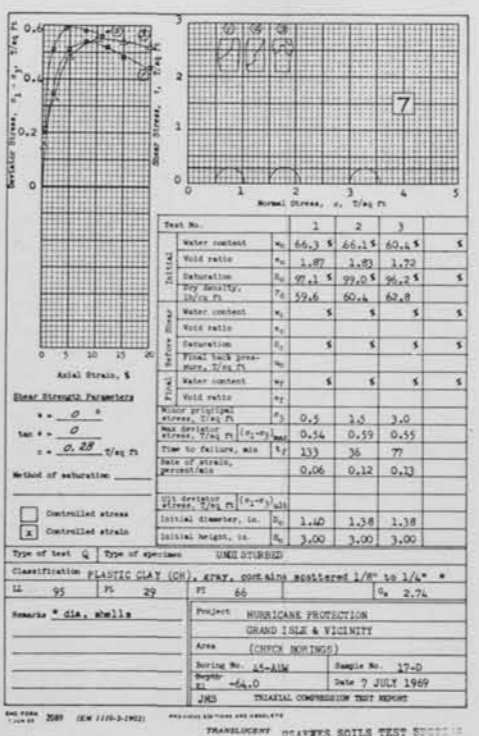 Deviator Stress, σ1 - σ3, T/sq ft
0.6
0.4
0.2
0
0 5 10 15 20
Axial Strain, %
Shear Stress, τ, T/sq ft
3
2
1
0
0 1 2 3 4 5
Normal Stress, σ, T/sq ft
7
Shear Strength Parameters
φ = 0 °
tan φ = 0
c = 0.28 T/sq ft
Method of saturation
Controlled stress
x Controlled strain
Test No. 1 2 3
Initial
Water content wo 66.3 % 66.1 % 60.4 % %
Void ratio eo 1.87 1.83 1.72
Saturation So 97.1 % 99.0 % 96.2 % %
Dry density, lb/cu ft γd 59.6 60.4 62.8
Before Shear
Water content wc % % % %
Void ratio ec
Saturation Sc % % % %
Final back pressure, T/sq ft uo
Final
Water content wf % % % %
Void ratio ef
Minor principal stress, T/sq ft σ3 0.5 1.5 3.0
Max deviator stress, T/sq ft (σ1-σ3)max 0.54 0.59 0.55
Time to failure, min tf 133 36 77
Rate of strain, percent/min 0.06 0.12 0.13
Ult deviator stress, T/sq ft (σ1-σ3)ult
Initial diameter, in. Do 1.40 1.38 1.38
Initial height, in. Ho 3.00 3.00 3.00
Type of test Q Type of specimen UNDISTURBED
Classification PLASTIC CLAY (CH), gray, contains scattered 1/8" to 1/4" *
LL 95 PL 29 PI 66 Gs 2.74
Remarks * dia, shells
Project HURRICANE PROTECTION
GRAND ISLE & VICINITY
Area (CHECK BORINGS)
Boring No. 45-AUW Sample No. 17-D
Depth El -64.0 Date 7 JULY 1969
JMS TRIAXIAL COMPRESSION TEST REPORT
ENG FORM 2089 (EM 1110-2-1902) PREVIOUS EDITIONS ARE OBSOLETE
TRANSLUCENT SOILS TEST